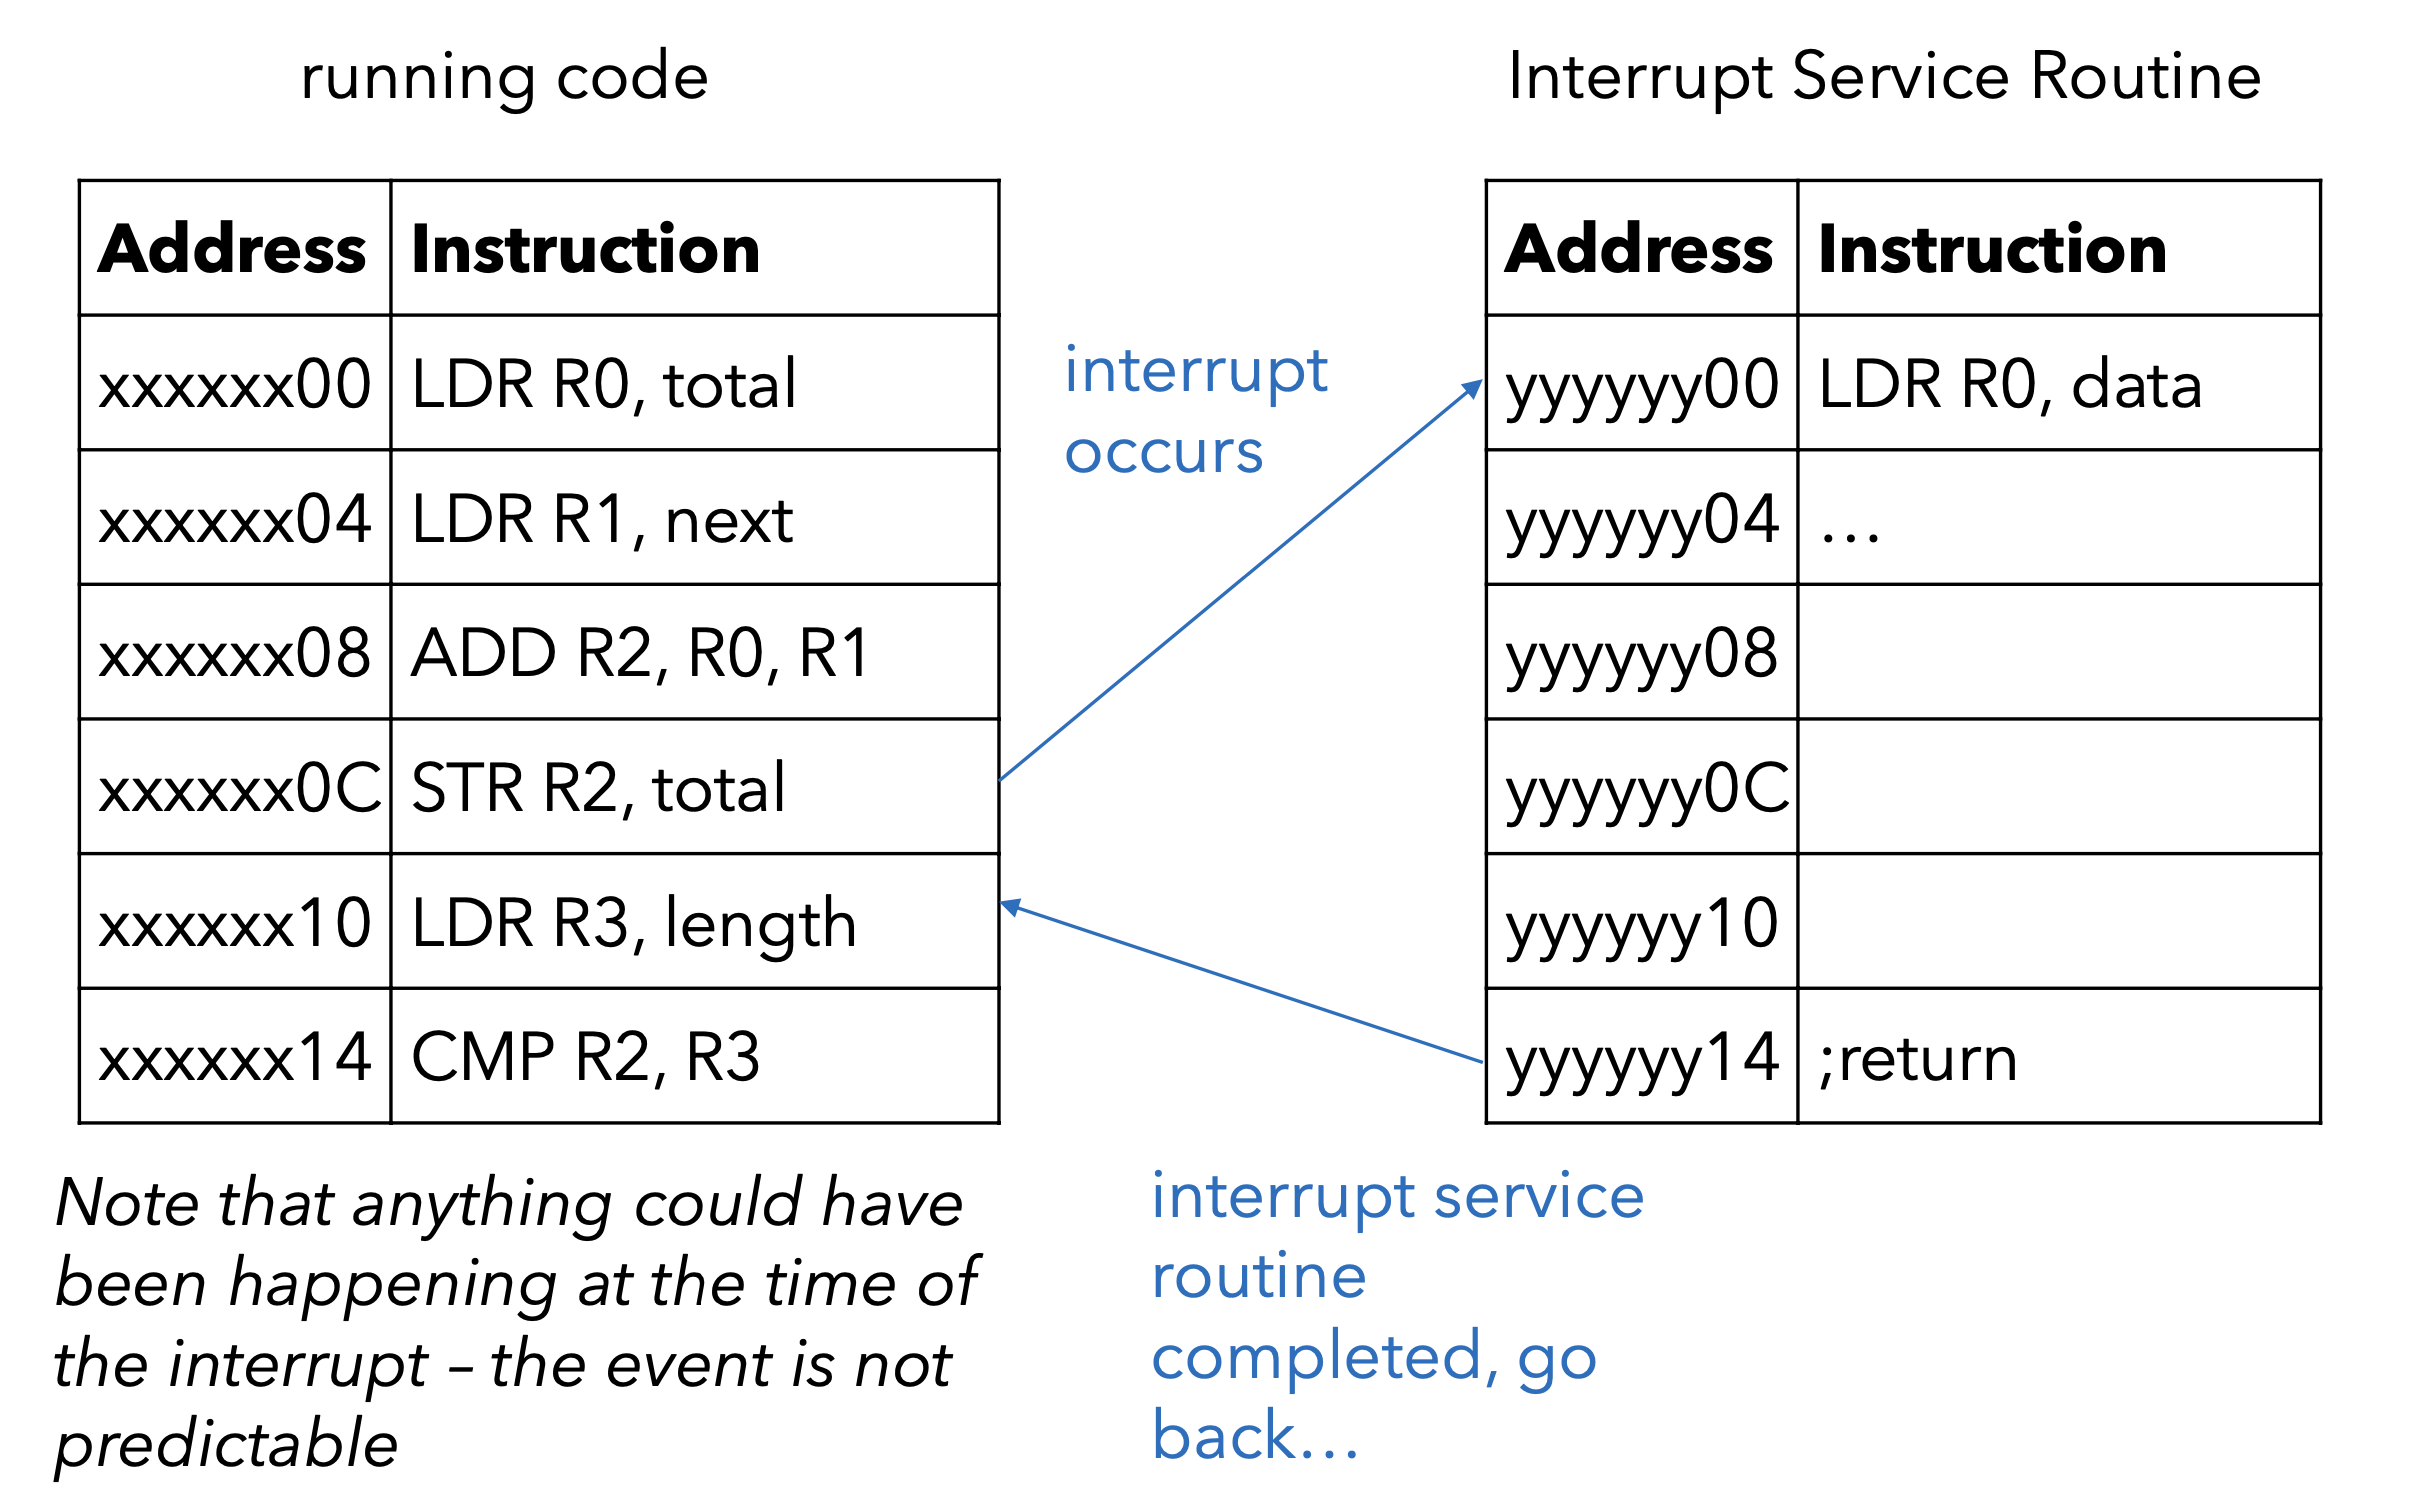 running code
Interrupt Service Routine
Address Instruction
xxxxxx00 LDR R0, total
xxxxxx04 LDR R1, next
xxxxxx08 ADD R2, R0, R1
xxxxxx0C STR R2, total
xxxxxx10 LDR R3, length
xxxxxx14 CMP R2, R3
interrupt
occurs
Address Instruction
yyyyyy00 LDR R0, data
yyyyyy04 …
yyyyyy08
yyyyyy0C
yyyyyy10
yyyyyy14 ;return
Note that anything could have
been happening at the time of
the interrupt – the event is not
predictable
interrupt service
routine
completed, go
back…